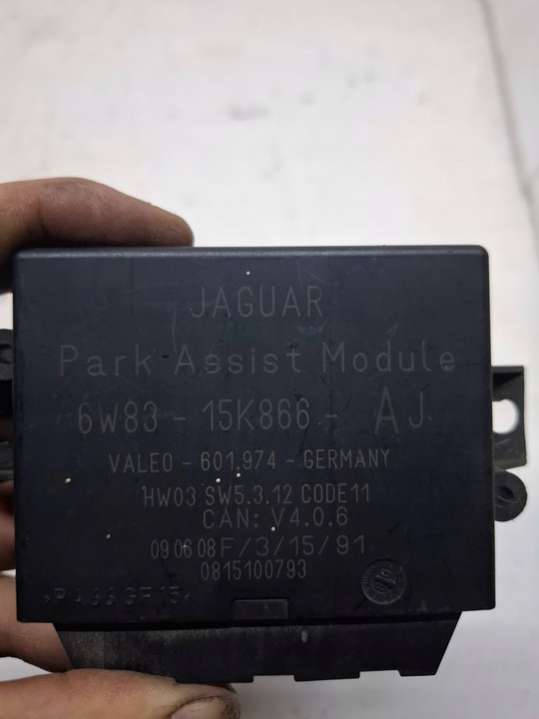 JAGUAR
Park Assist Module
6W83 - 15K866 - AJ
VALEO - 601.974 - GERMANY
HW03 SW5.3.12 CODE11
CAN: V4.0.6
09 06 08 F/3/15/91
0815100793
>PA66GF15<